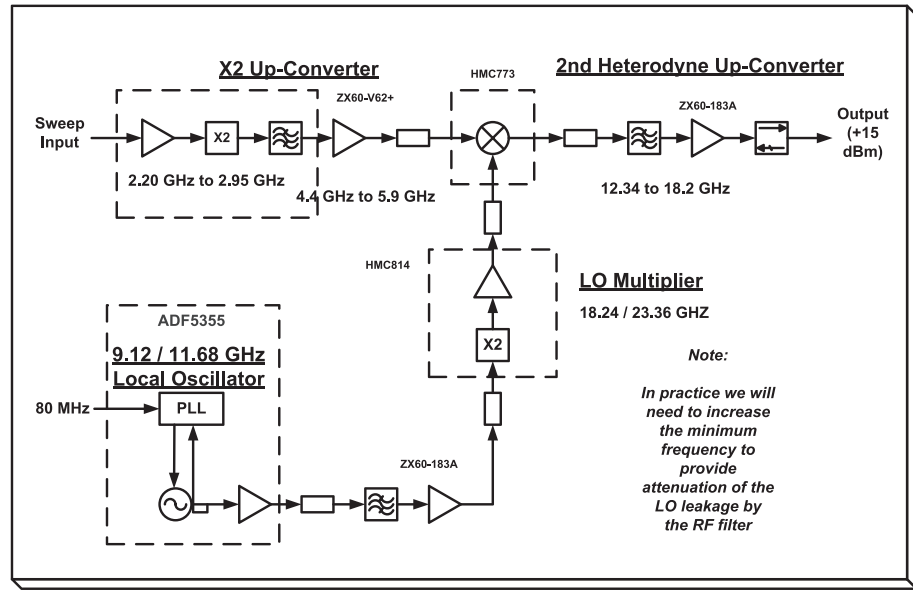 X2 Up-Converter
HMC773
2nd Heterodyne Up-Converter
ZX60-V62+
ZX60-183A
Sweep
Input
X2
Output
(+15
dBm)
2.20 GHz to 2.95 GHz
4.4 GHz to 5.9 GHz
12.34 to 18.2 GHz
HMC814
LO Multiplier
18.24 / 23.36 GHZ
X2
ADF5355
9.12 / 11.68 GHz
Local Oscillator
80 MHz
PLL
ZX60-183A
Note:
In practice we will
need to increase
the minimum
frequency to
provide
attenuation of the
LO leakage by
the RF filter